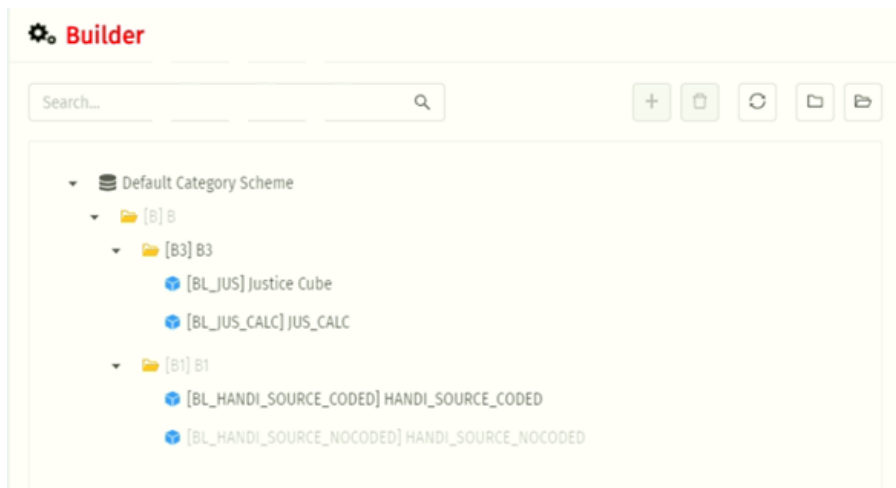 Builder
Search...
Default Category Scheme
[B] B
[B3] B3
[BL_JUS] Justice Cube
[BL_JUS_CALC] JUS_CALC
[B1] B1
[BL_HANDI_SOURCE_CODED] HANDI_SOURCE_CODED
[BL_HANDI_SOURCE_NOCODED] HANDI_SOURCE_NOCODED